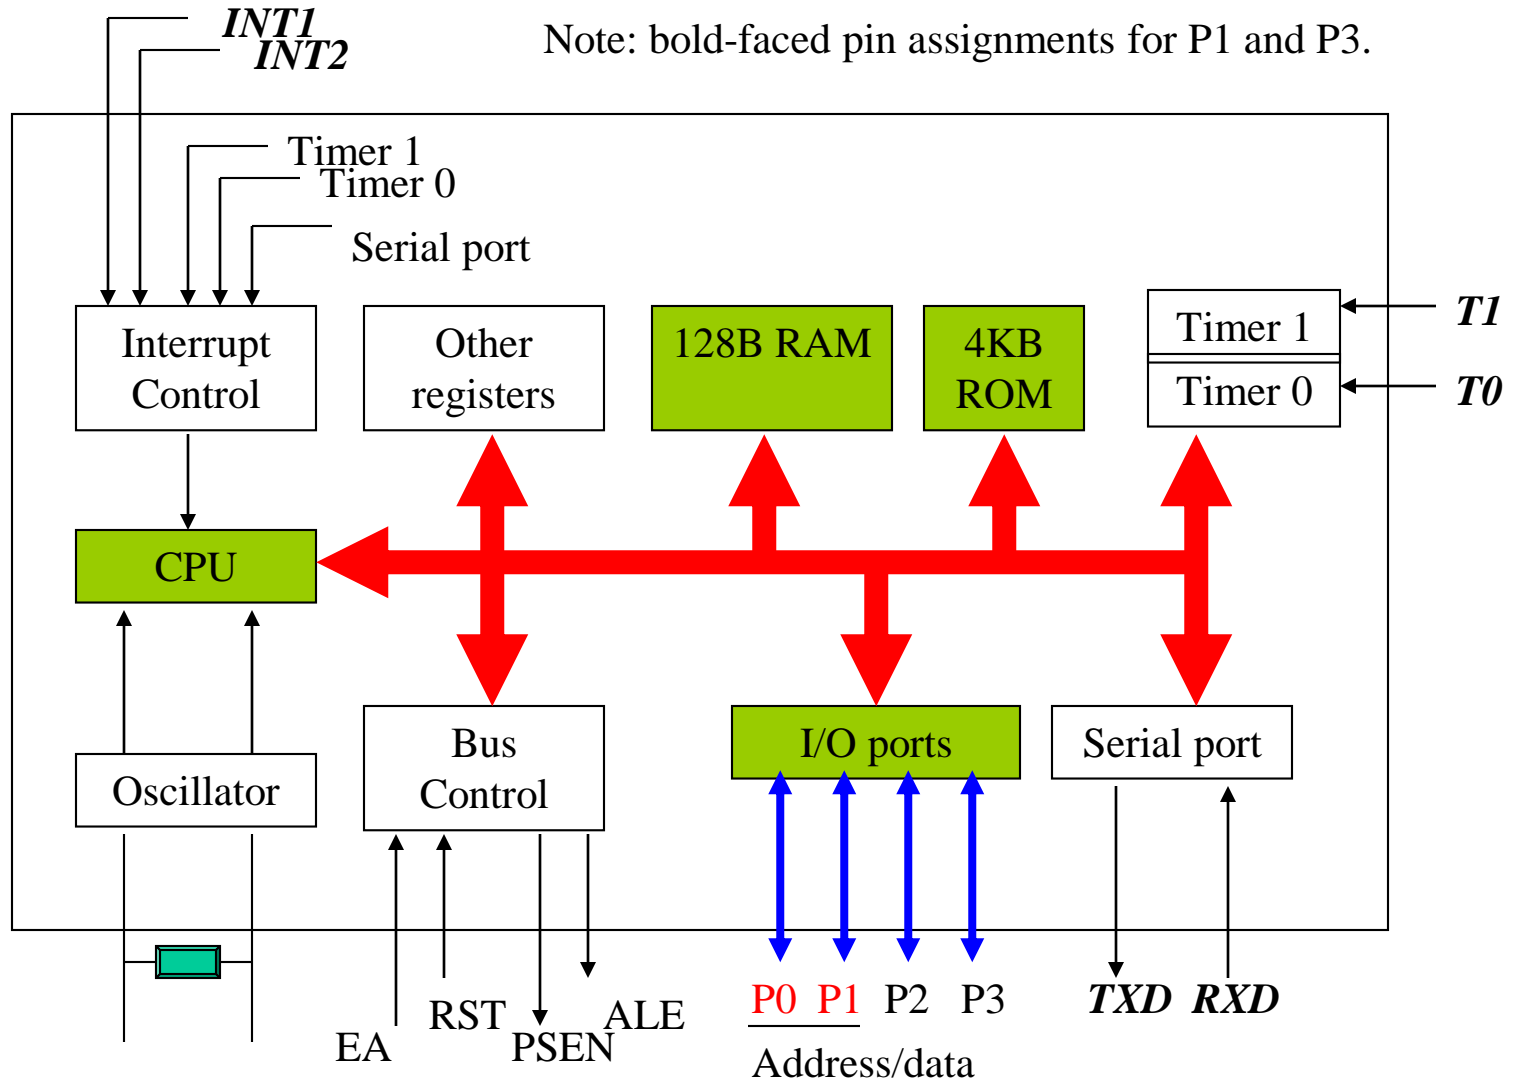 INT1
INT2
Note: bold-faced pin assignments for P1 and P3.
Timer 1
Timer 0
Serial port
Interrupt
Control
Other
registers
128B RAM
4KB
ROM
Timer 1
Timer 0
T1
T0
CPU
Oscillator
Bus
Control
I/O ports
Serial port
EA
RST
PSEN
ALE
P0 P1 P2 P3
Address/data
TXD RXD